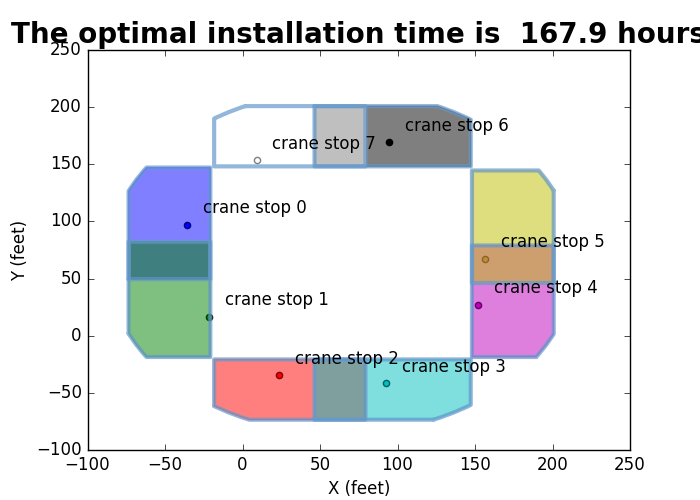 The optimal installation time is  167.9 hours
250
200
150
100
50
0
−50
−100
Y (feet)
crane stop 6
crane stop 7
crane stop 0
crane stop 5
crane stop 4
crane stop 1
crane stop 2
crane stop 3
−100
−50
0
50
100
150
200
250
X (feet)